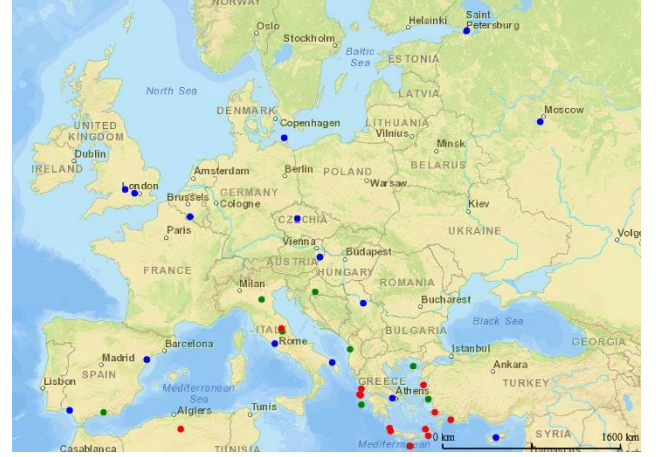 NORWAY
Oslo
Stockholm
Helsinki
Saint
Petersburg
Baltic
Sea
ESTONIA
North Sea
LATVIA
DENMARK
Copenhagen
Moscow
LITHUANIA
Vilnius
UNITED
KINGDOM
Dublin
IRELAND
Minsk
BELARUS
London
Amsterdam
Berlin
POLAND
Warsaw
Brussels
GERMANY
Cologne
Kiev
UKRAINE
Paris
CZECHIA
Volgo
Vienna
AUSTRIA
Budapest
HUNGARY
FRANCE
Milan
ROMANIA
Bucharest
Black Sea
ITALY
BULGARIA
GEORGIA
Rome
Istanbul
Barcelona
Madrid
SPAIN
Ankara
TURKEY
Lisbon
Mediterranean
Sea
GREECE
Athens
Algiers
Tunis
SYRIA
Casablanca
TUNISIA
Mediterranean
0 km
1600 km
Damascus